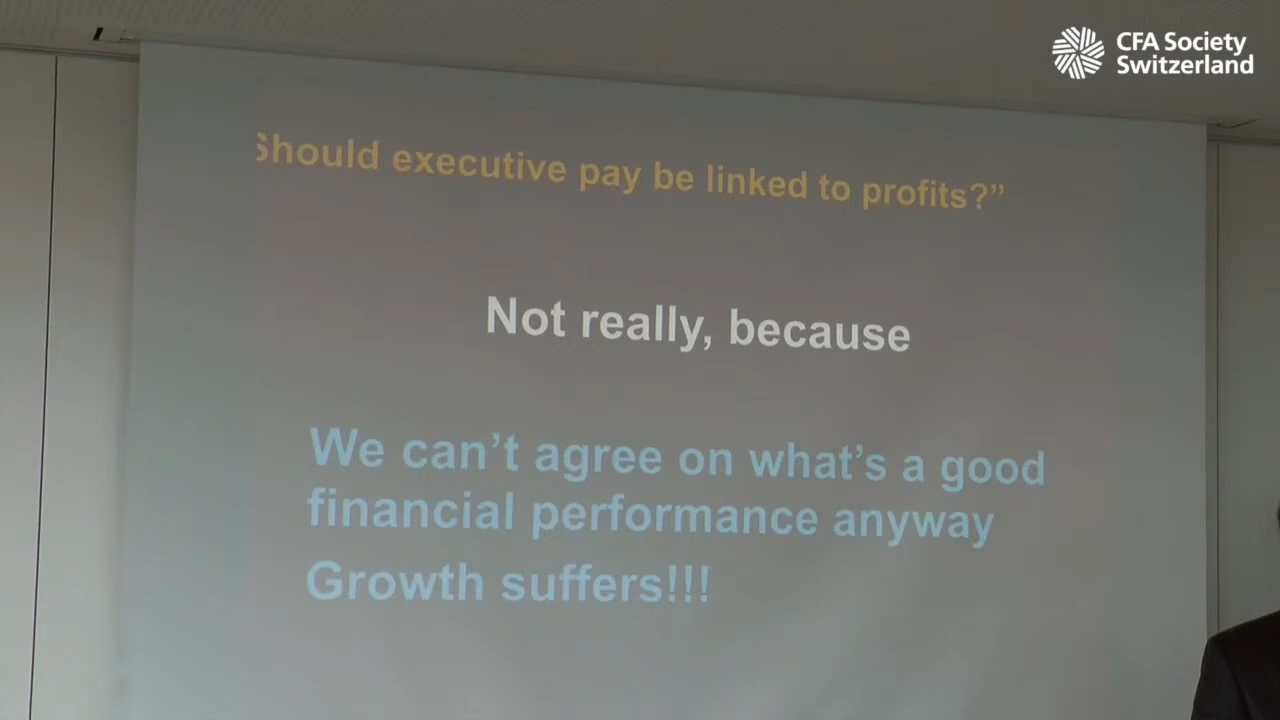 CFA Society
Switzerland
Should executive pay be linked to profits?”
Not really, because
We can’t agree on what’s a good
financial performance anyway
Growth suffers!!!